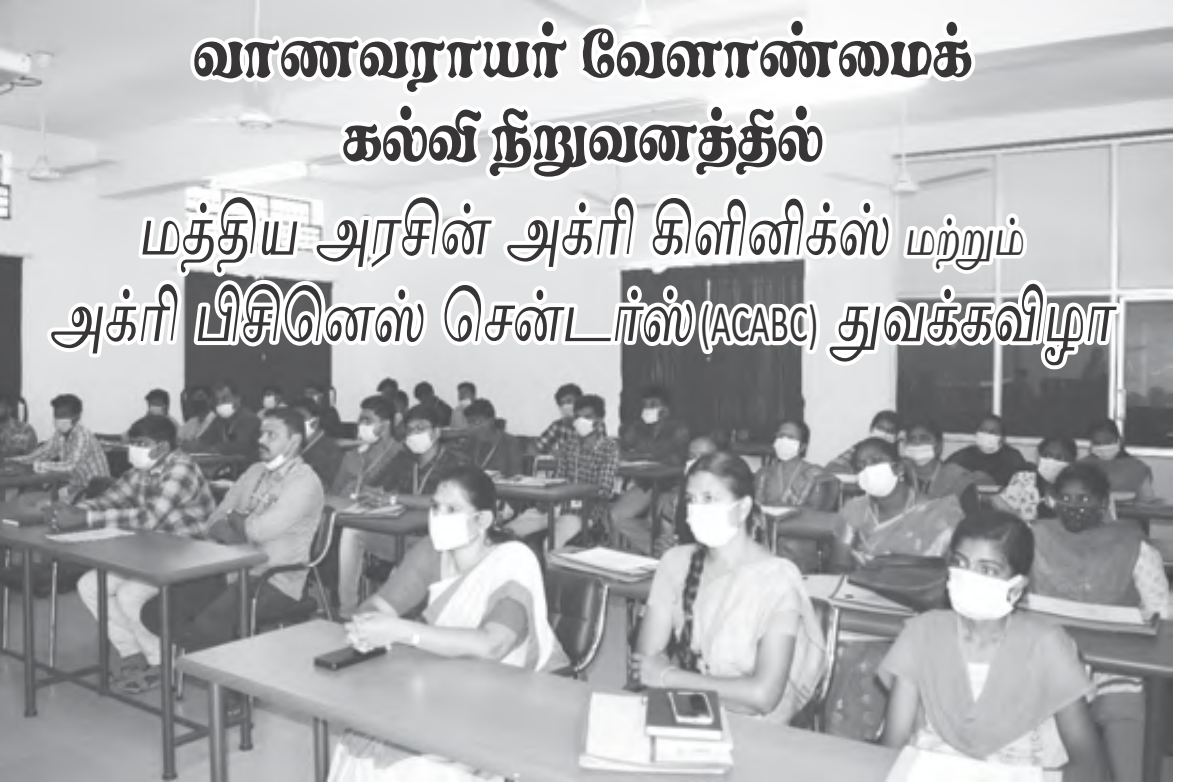 வாணவராயர் வேளாண்மைக்
கல்வி நிறுவனத்தில்
மத்திய அரசின் அக்ரி கிளினிக்ஸ் மற்றும்
அக்ரி பிசினெஸ் சென்டர்ஸ்(ACABC) துவக்கவிழா